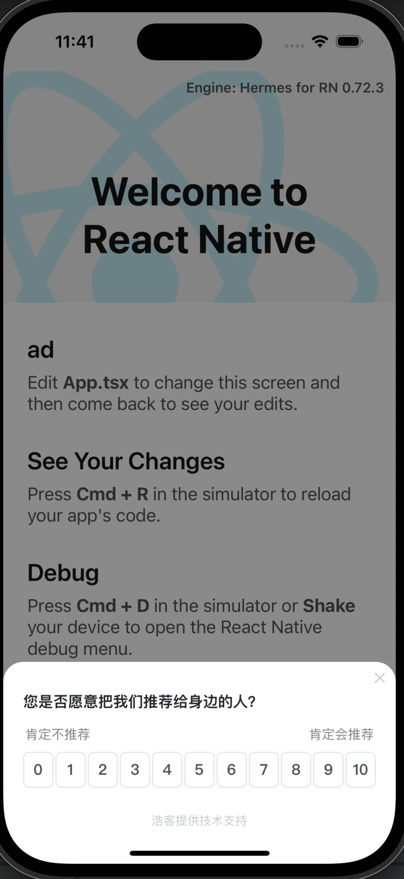 11:41
Engine: Hermes for RN 0.72.3
Welcome to
React Native
ad
Edit App.tsx to change this screen and
then come back to see your edits.
See Your Changes
Press Cmd + R in the simulator to reload
your app's code.
Debug
Press Cmd + D in the simulator or Shake
your device to open the React Native
debug menu.
您是否愿意把我们推荐给身边的人?
肯定不推荐 肯定会推荐
0 1 2 3 4 5 6 7 8 9 10
浩客提供技术支持